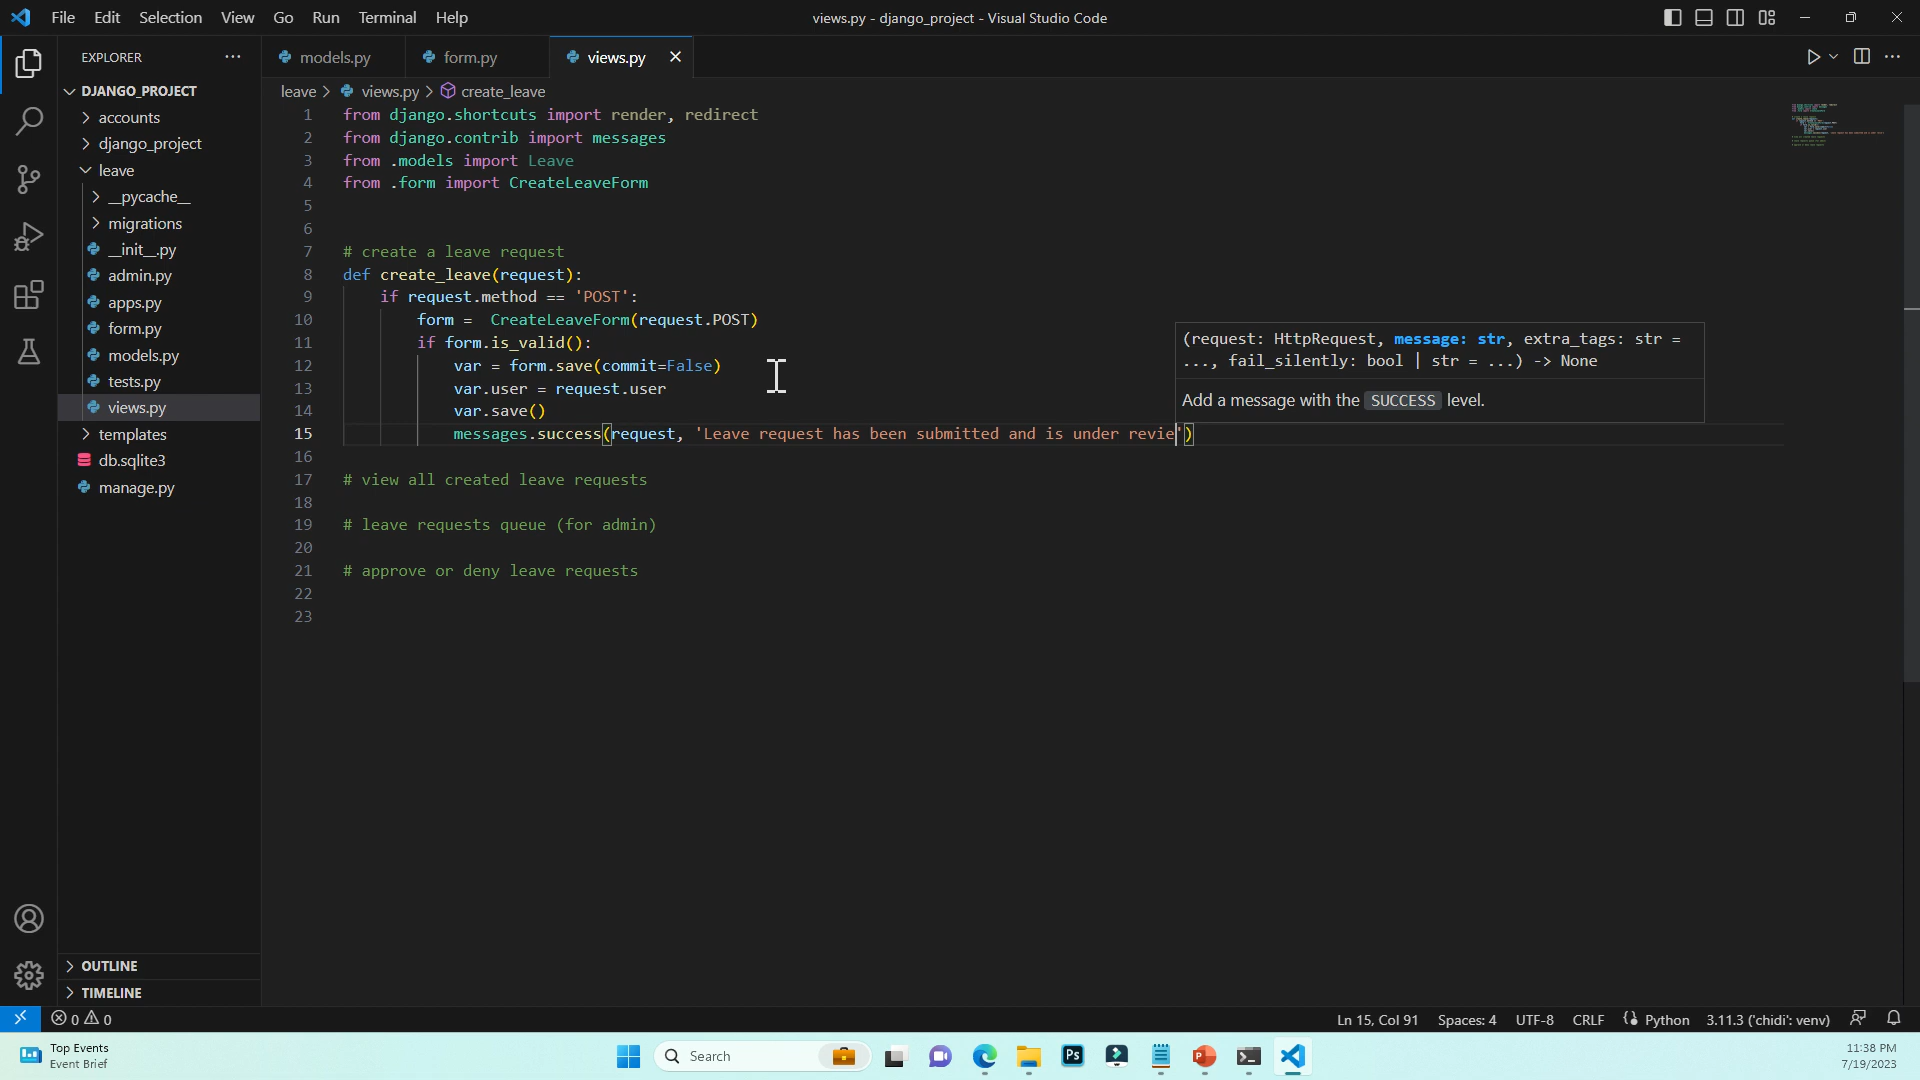 File Edit Selection View Go Run Terminal Help
views.py - django_project - Visual Studio Code
EXPLORER
models.py form.py views.py
DJANGO_PROJECT
accounts
django_project
leave
__pycache__
migrations
__init__.py
admin.py
apps.py
form.py
models.py
tests.py
views.py
templates
db.sqlite3
manage.py
OUTLINE
TIMELINE
leave > views.py > create_leave
1 from django.shortcuts import render, redirect
2 from django.contrib import messages
3 from .models import Leave
4 from .form import CreateLeaveForm
5
6
7 # create a leave request
8 def create_leave(request):
9 if request.method == 'POST':
10 form =  CreateLeaveForm(request.POST)
11 if form.is_valid():
12 var = form.save(commit=False)
13 var.user = request.user
14 var.save()
15 messages.success(request, 'Leave request has been submitted and is under revie')
16
17 # view all created leave requests
18
19 # leave requests queue (for admin)
20
21 # approve or deny leave requests
22
23
(request: HttpRequest, message: str, extra_tags: str =
..., fail_silently: bool | str = ...) -> None
Add a message with the SUCCESS level.
0 0
Ln 15, Col 91 Spaces: 4 UTF-8 CRLF Python 3.11.3 ('chidi': venv)
Top Events
Event Brief
Search
Ps
11:38 PM
7/19/2023